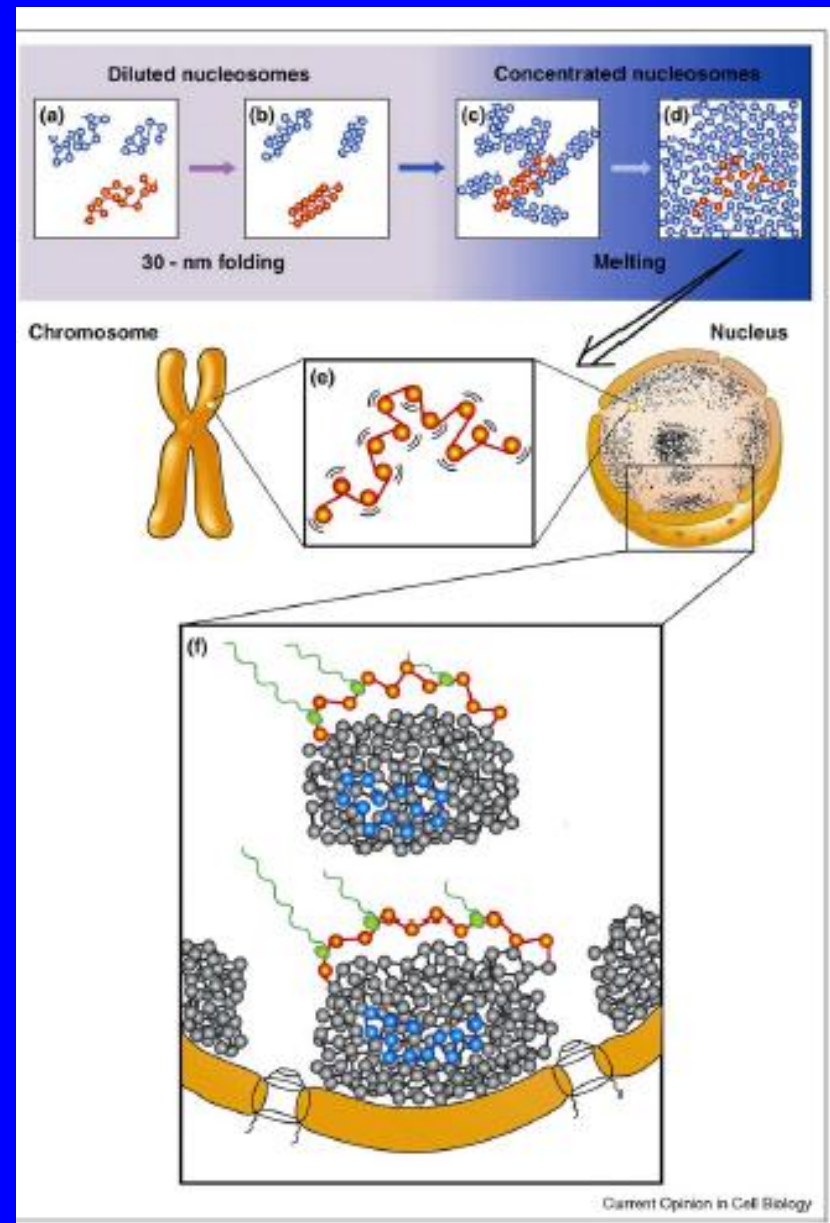 Diluted nucleosomes
Concentrated nucleosomes
(a)
(b)
(c)
(d)
30 - nm folding
Melting
Chromosome
Nucleus
(e)
(f)
Current Opinion in Cell Biology